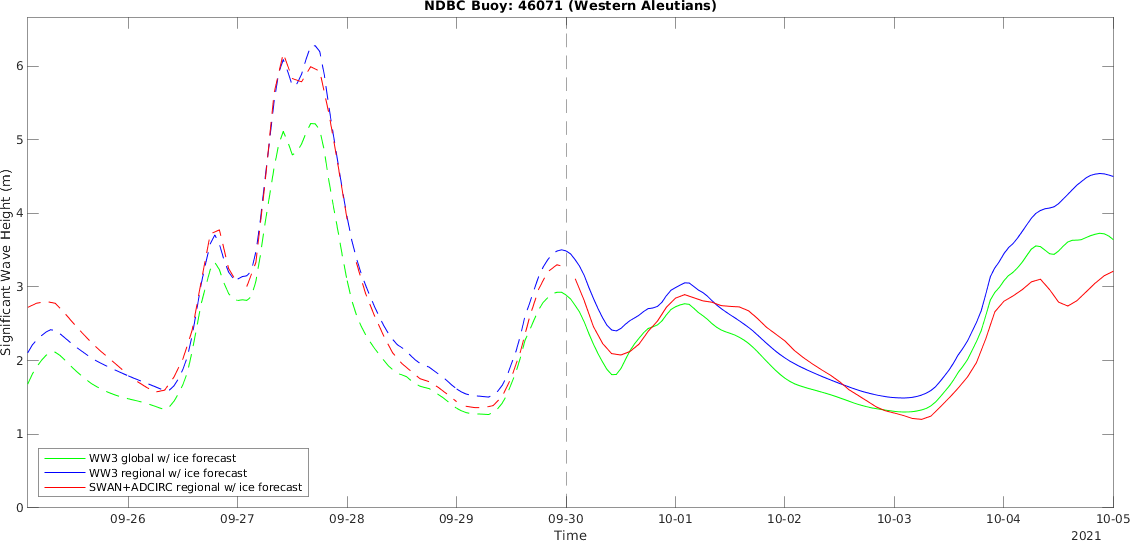 NDBC Buoy: 46071 (Western Aleutians)
Significant Wave Height (m)
6
5
4
3
2
1
0
WW3 global w/ ice forecast
WW3 regional w/ ice forecast
SWAN+ADCIRC regional w/ ice forecast
09-26 09-27 09-28 09-29 09-30 10-01 10-02 10-03 10-04 10-05
Time
2021